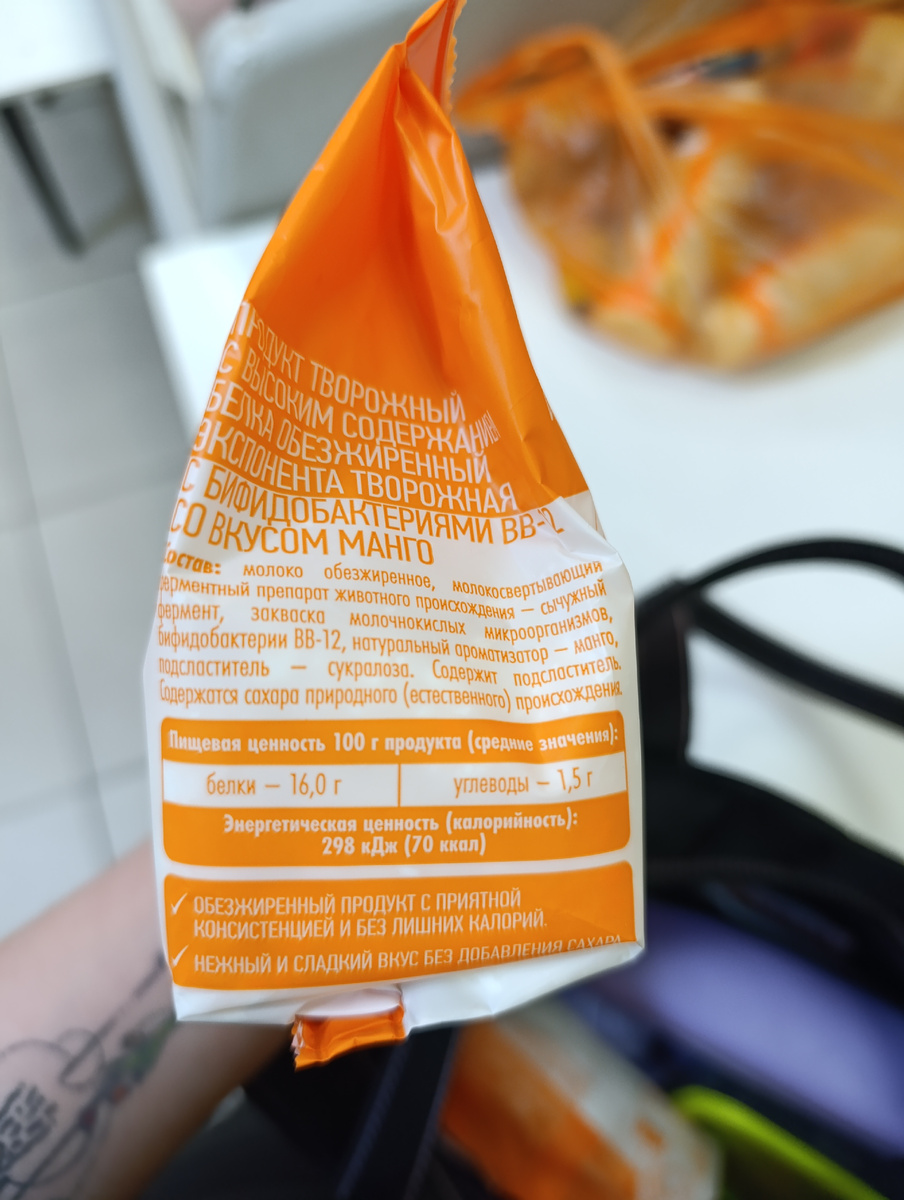 ПРОДУКТ ТВОРОЖНЫЙ
С ВЫСОКИМ СОДЕРЖАНИЕМ
БЕЛКА ОБЕЗЖИРЕННЫЙ
ЭКСПОНЕНТА ТВОРОЖНАЯ
С БИФИДОБАКТЕРИЯМИ BB-12
СО ВКУСОМ МАНГО
Состав: молоко обезжиренное, молокосвертывающий
ферментный препарат животного происхождения — сычужный
фермент, закваска молочнокислых микроорганизмов,
бифидобактерии BB-12, натуральный ароматизатор — манго,
подсластитель — сукралоза. Содержит подсластитель.
Содержатся сахара природного (естественного) происхождения.
Пищевая ценность 100 г продукта (средние значения):
белки — 16,0 г углеводы — 1,5 г
Энергетическая ценность (калорийность):
298 кДж (70 ккал)
✓ ОБЕЗЖИРЕННЫЙ ПРОДУКТ С ПРИЯТНОЙ
КОНСИСТЕНЦИЕЙ И БЕЗ ЛИШНИХ КАЛОРИЙ.
✓ НЕЖНЫЙ И СЛАДКИЙ ВКУС БЕЗ ДОБАВЛЕНИЯ САХАРА